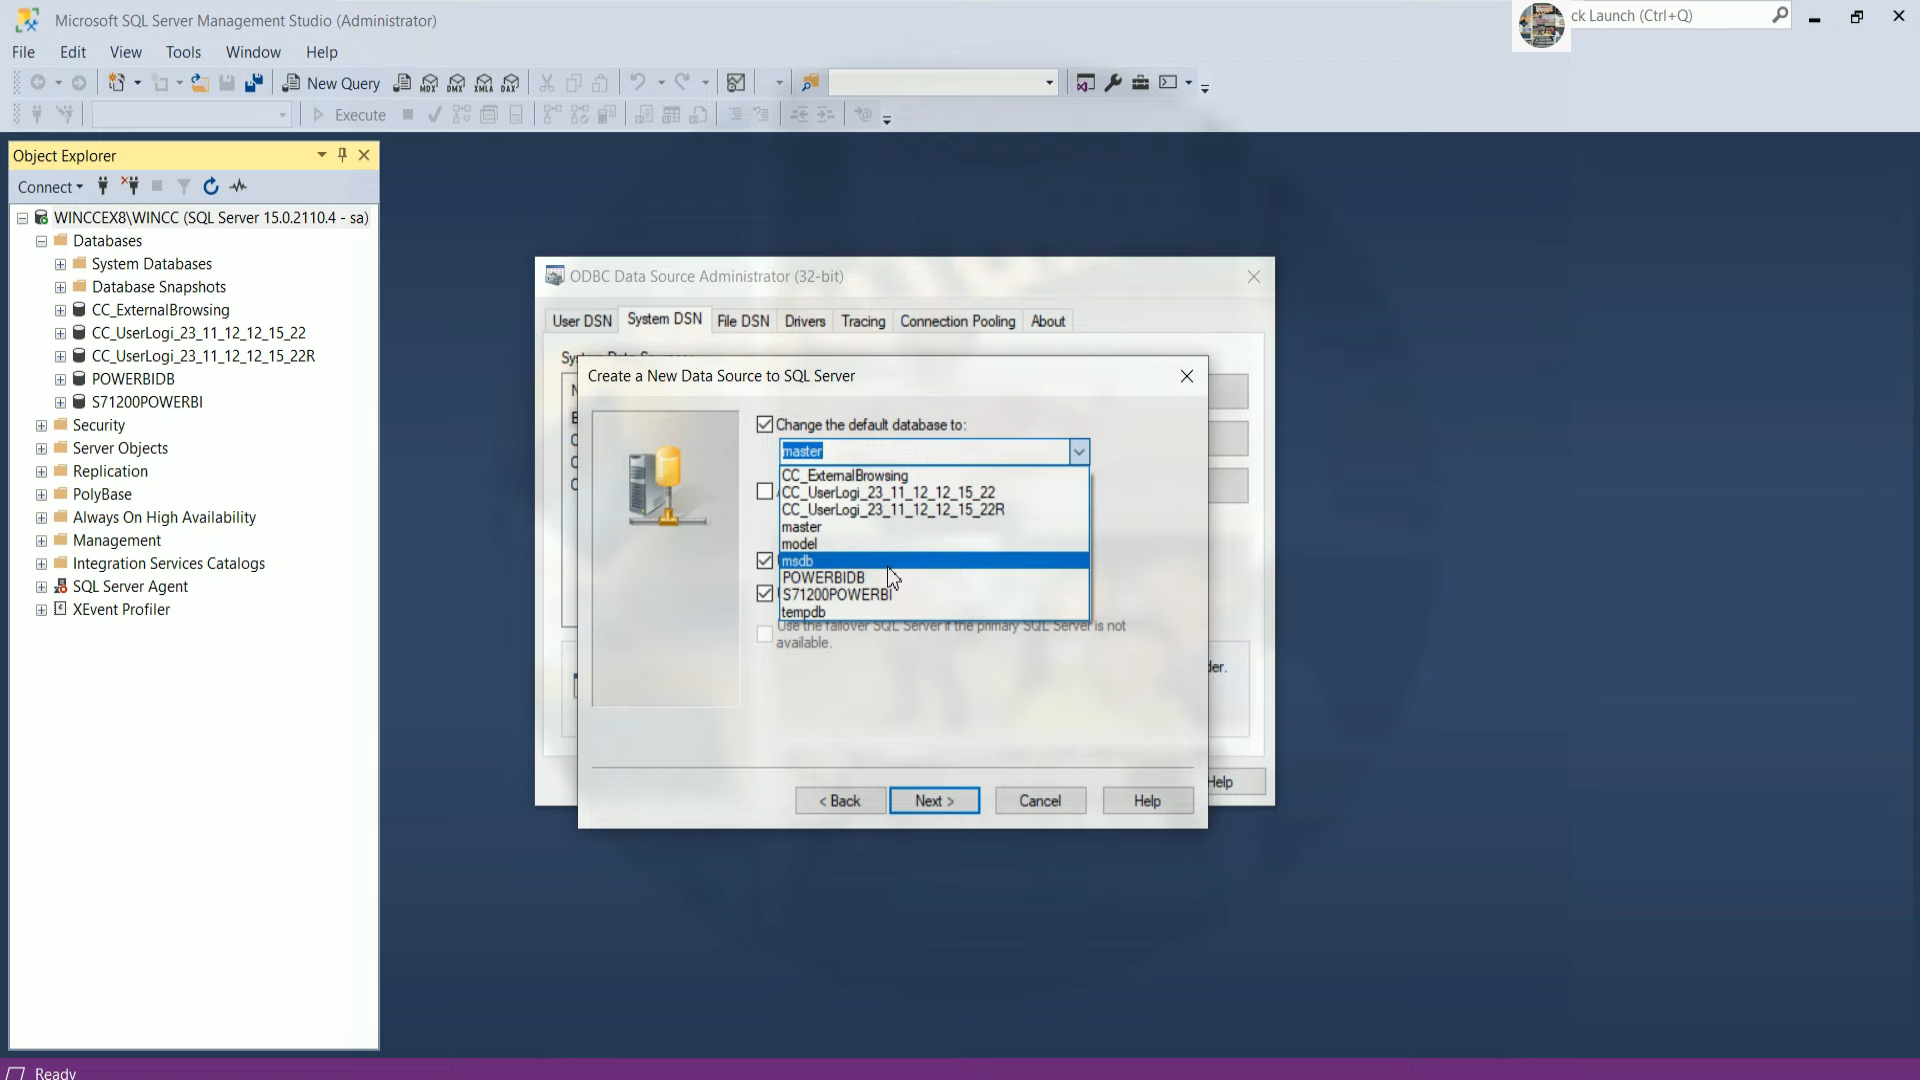 Microsoft SQL Server Management Studio (Administrator)
ck Launch (Ctrl+Q)
File Edit View Tools Window Help
New Query MDX DMX XMLA DAX
Execute
Object Explorer
Connect
WINCCEX8\WINCC (SQL Server 15.0.2110.4 - sa)
Databases
System Databases
Database Snapshots
CC_ExternalBrowsing
CC_UserLogi_23_11_12_12_15_22
CC_UserLogi_23_11_12_12_15_22R
POWERBIDB
S71200POWERBI
Security
Server Objects
Replication
PolyBase
Always On High Availability
Management
Integration Services Catalogs
SQL Server Agent
XEvent Profiler
ODBC Data Source Administrator (32-bit)
User DSN System DSN File DSN Drivers Tracing Connection Pooling About
Create a New Data Source to SQL Server
Change the default database to:
master
CC_ExternalBrowsing
CC_UserLogi_23_11_12_12_15_22
CC_UserLogi_23_11_12_12_15_22R
master
model
msdb
POWERBIDB
S71200POWERBI
tempdb
Use the failover SQL Server if the primary SQL Server is not
available.
der.
< Back Next > Cancel Help
Help
Ready